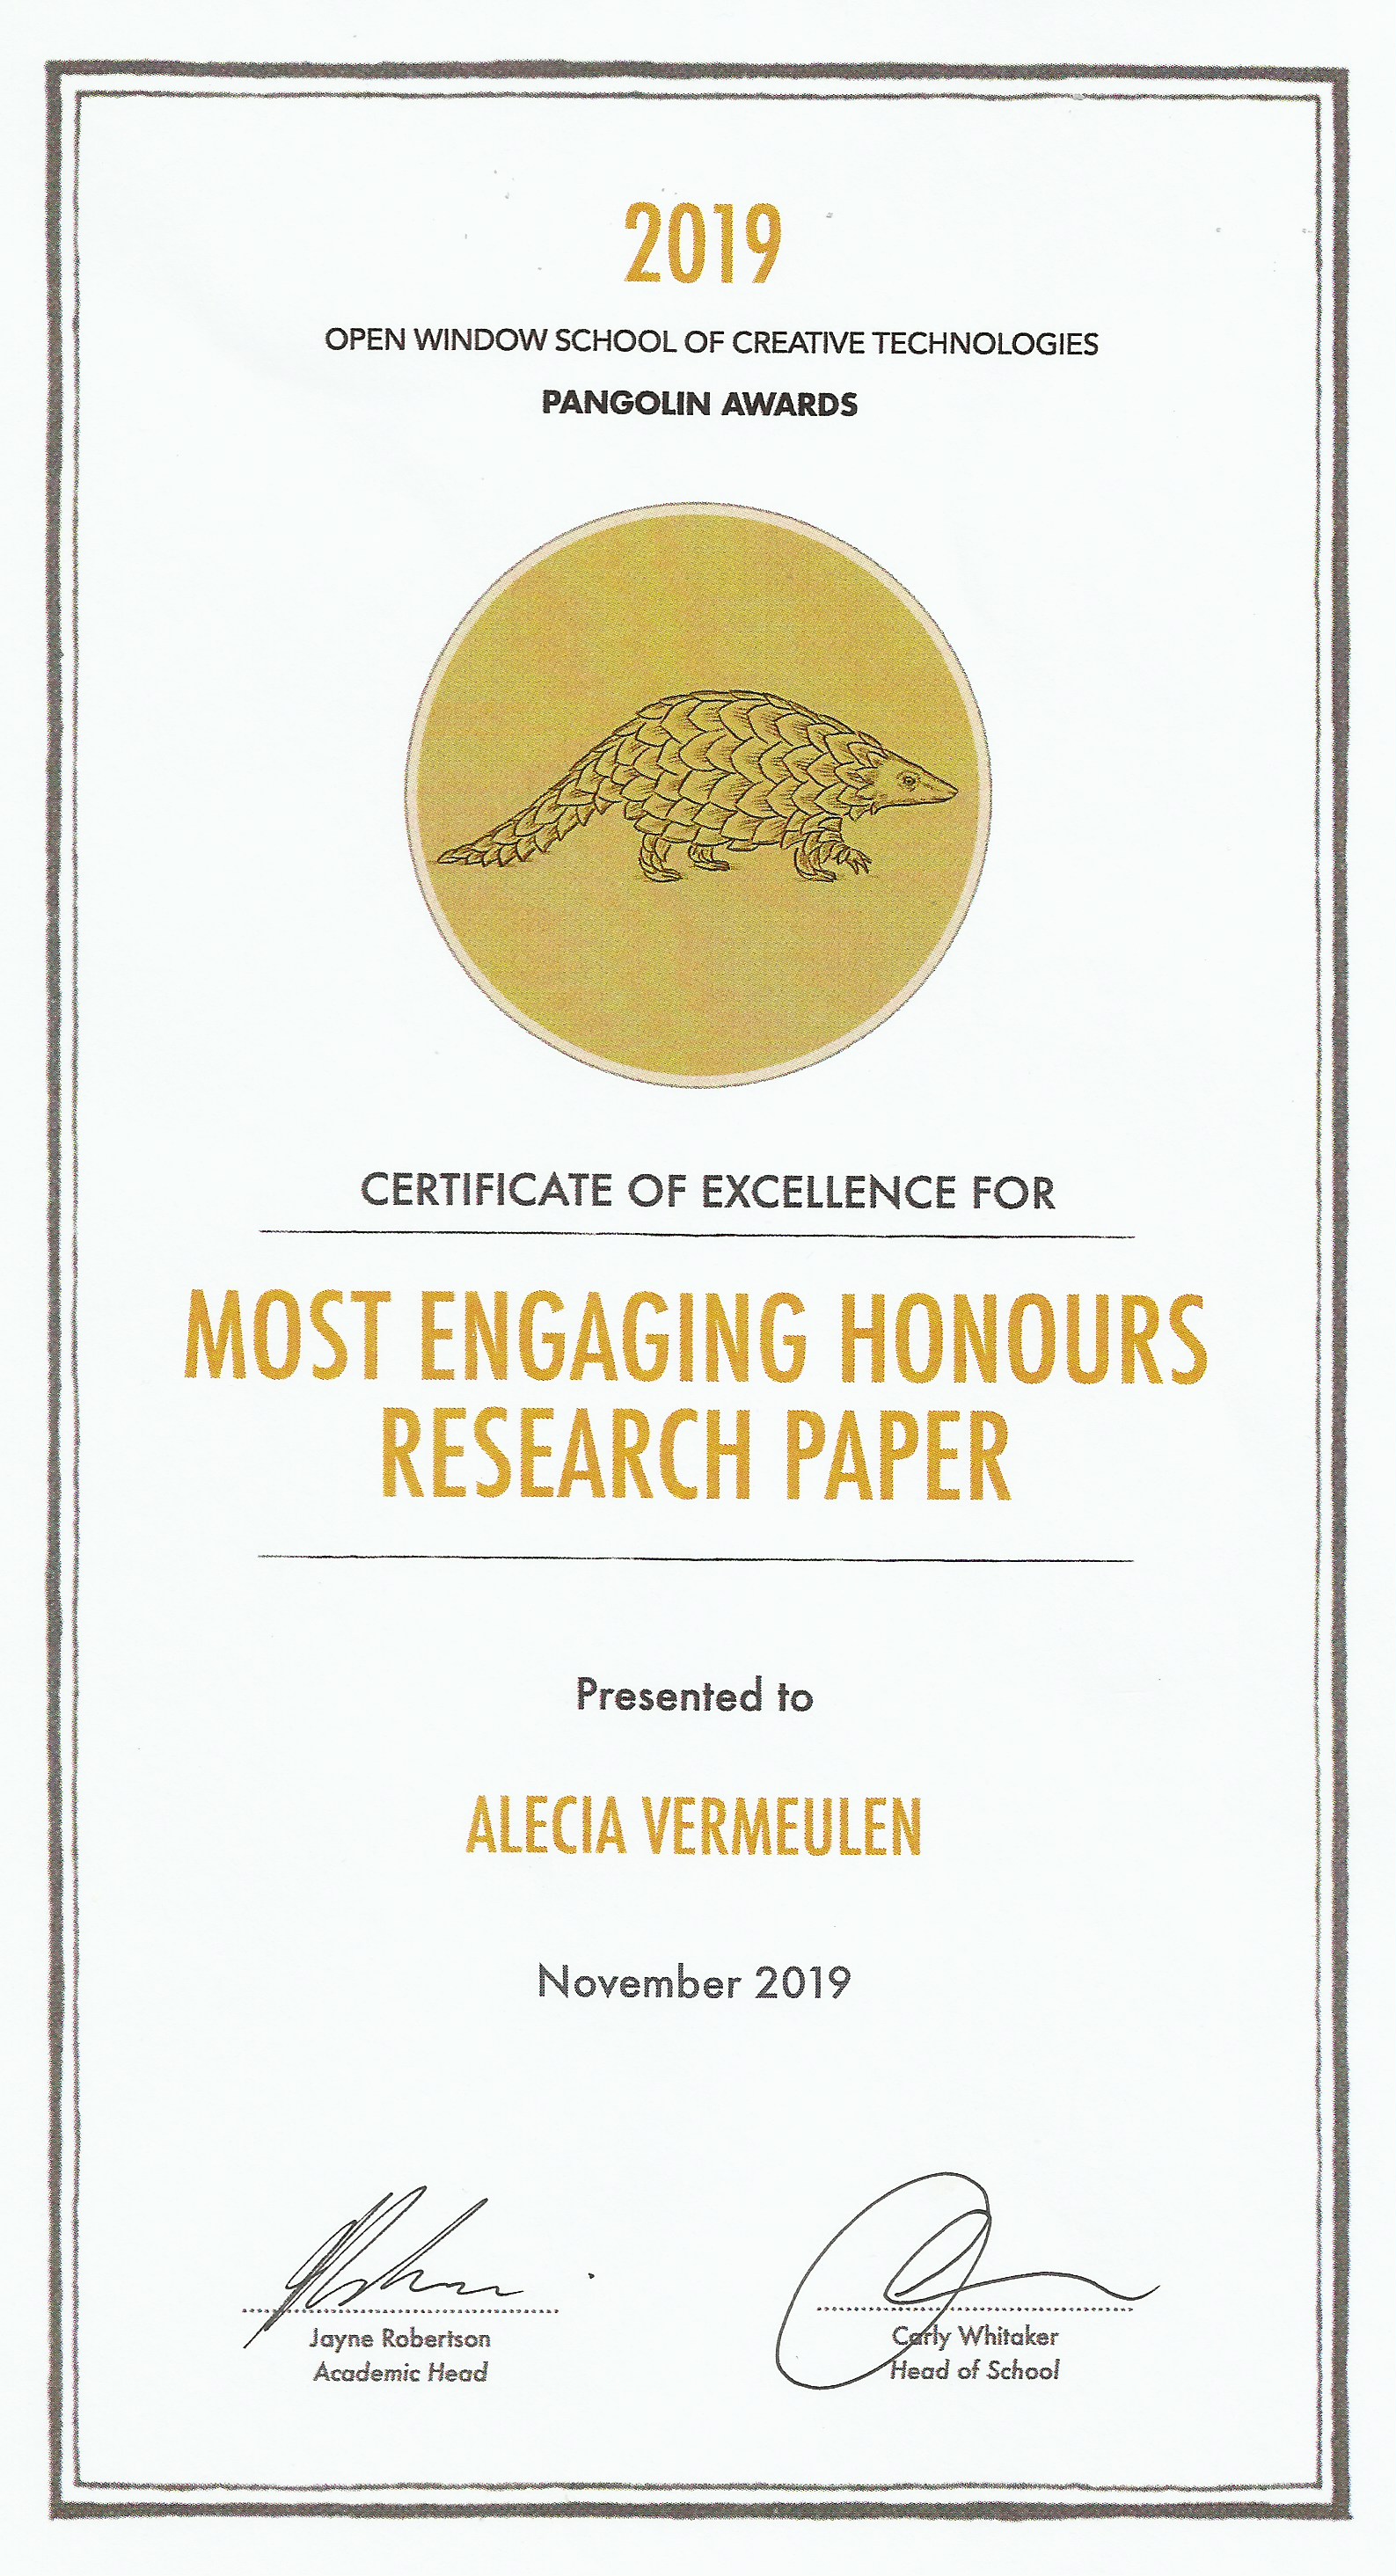 2019
OPEN WINDOW SCHOOL OF CREATIVE TECHNOLOGIES
PANGOLIN AWARDS
CERTIFICATE OF EXCELLENCE FOR
MOST ENGAGING HONOURS
RESEARCH PAPER
Presented to
ALECIA VERMEULEN
November 2019
Jayne Robertson
Academic Head
Carly Whitaker
Head of School